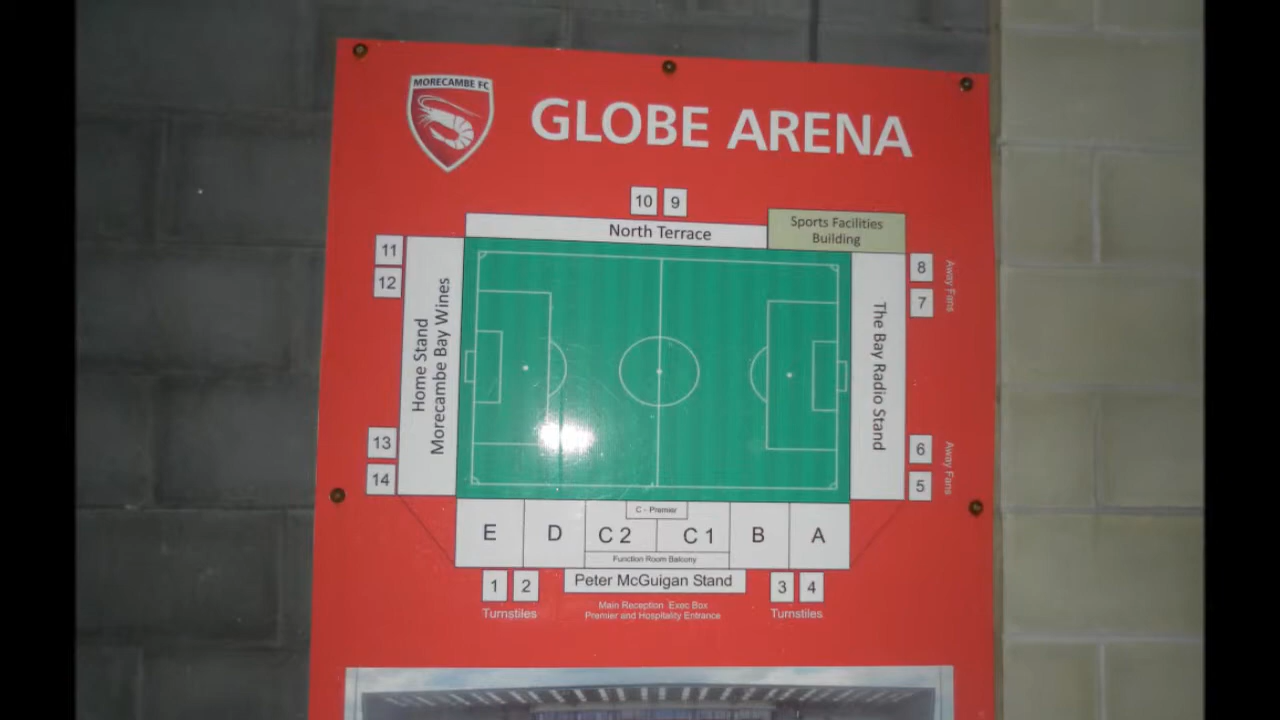 MORECAMBE FC
GLOBE ARENA
10 9
North Terrace
Sports Facilities
Building
11
12
Home Stand
Morecambe Bay Wines
13
14
8
7
Away Fans
The Bay Radio Stand
6
5
Away Fans
C - Premier
E D C 2 C 1 B A
Function Room Balcony
1 2
Peter McGuigan Stand
3 4
Turnstiles
Main Reception Exec Box
Premier and Hospitality Entrance
Turnstiles